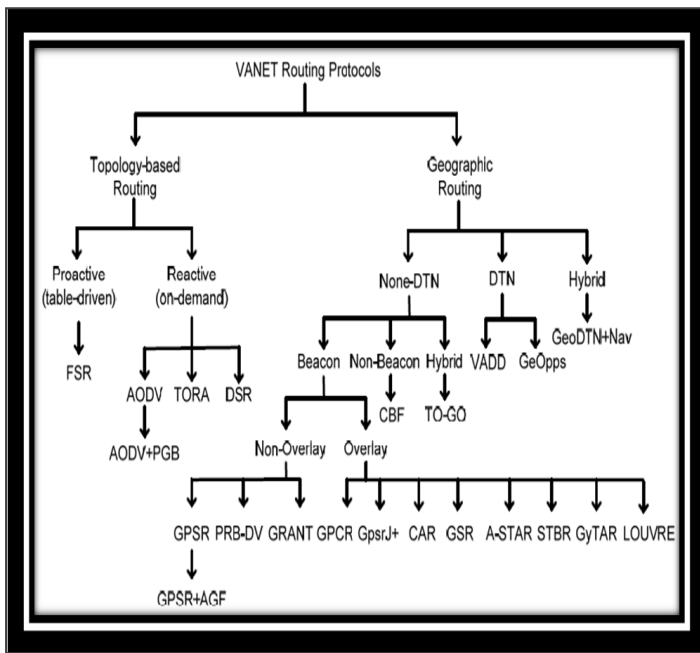 VANET Routing Protocols
Topology-based
Routing
Geographic
Routing
Proactive
(table-driven)
Reactive
(on-demand)
None-DTN
DTN
Hybrid
FSR
AODV
TORA
DSR
Beacon
Non-Beacon
Hybrid
VADD
GeOpps
GeoDTN+Nav
AODV+PGB
CBF
TO-GO
Non-Overlay
Overlay
GPSR
PRB-DV
GRANT
GPCR
GpsrJ+
CAR
GSR
A-STAR
STBR
GyTAR
LOUVRE
GPSR+AGF